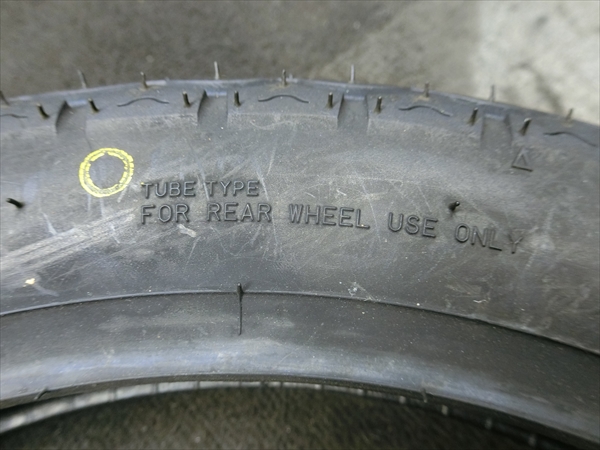 TUBE TYPE
FOR REAR WHEEL USE ONLY